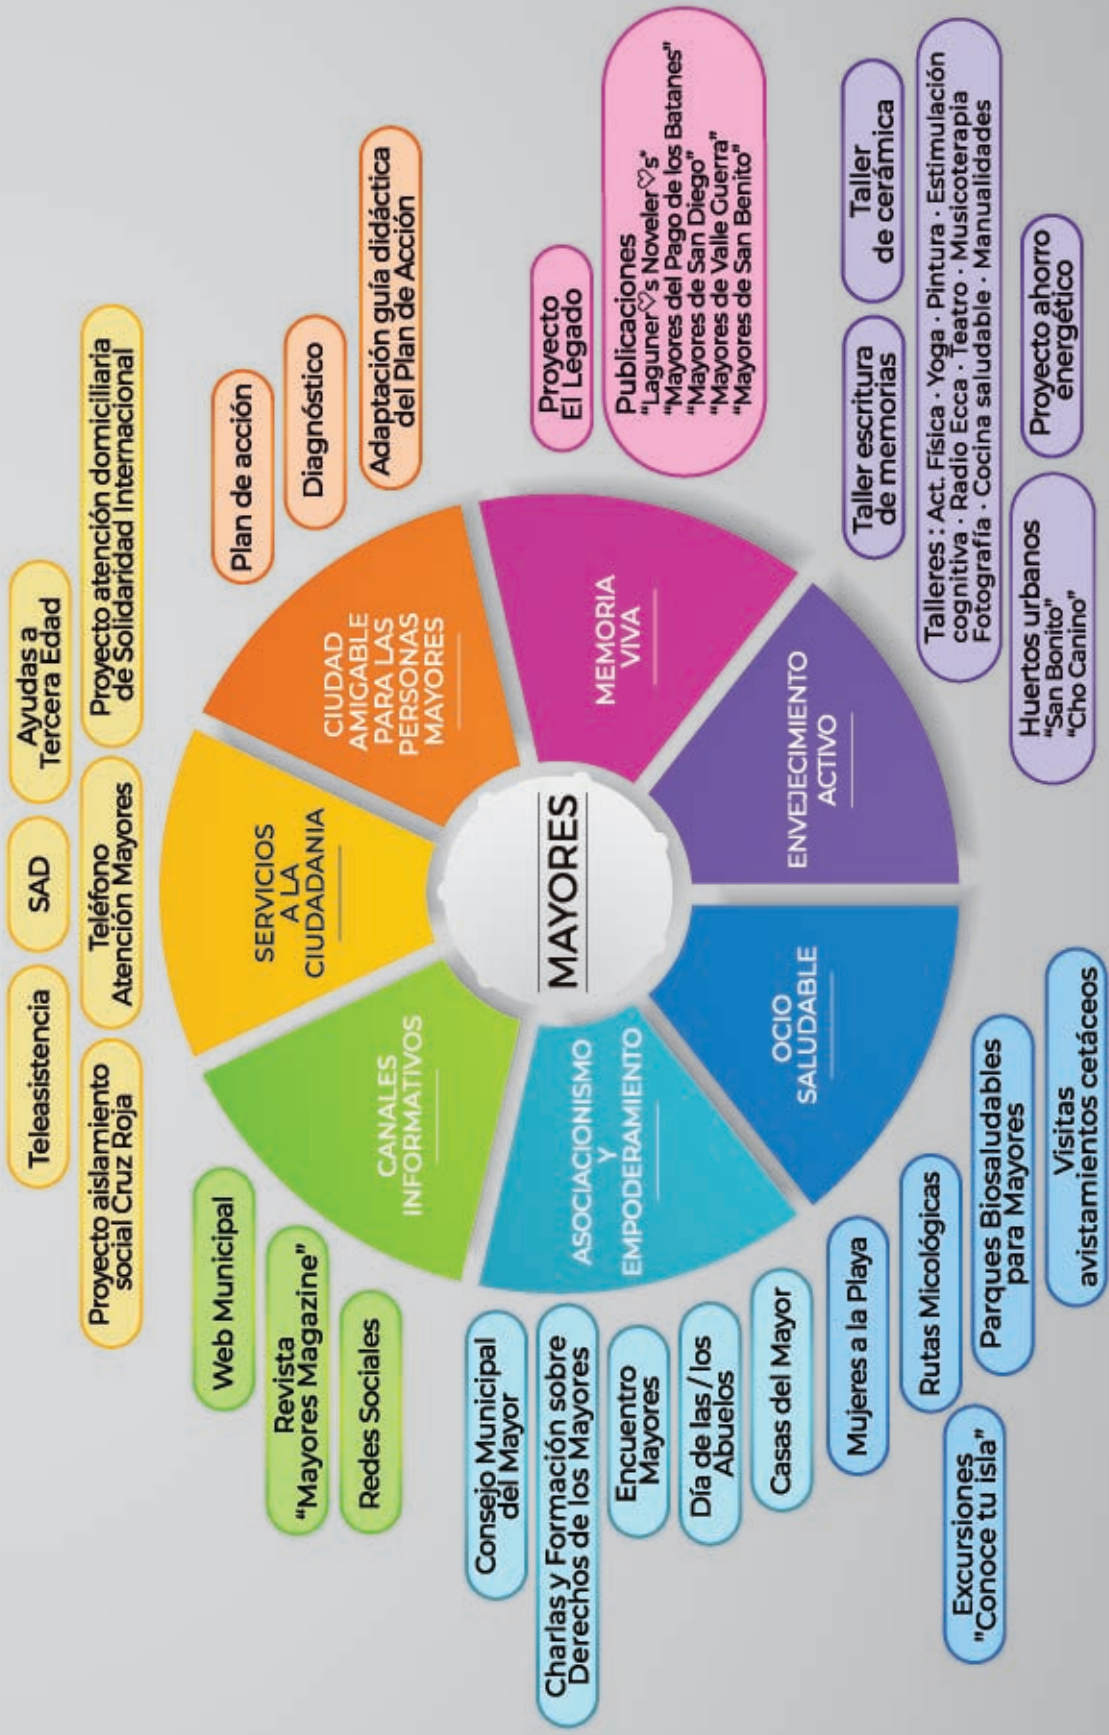 Teleasistencia
SAD
Ayudas a
Tercera Edad
Proyecto aislamiento
social Cruz Roja
Teléfono
Atención Mayores
Proyecto atención domiciliaria
de Solidaridad Internacional
Web Municipal
Revista
“Mayores Magazine”
Redes Sociales
Plan de acción
Diagnóstico
Adaptación guía didáctica
del Plan de Acción
SERVICIOS
A LA
CIUDADANIA
CANALES
INFORMATIVOS
CIUDAD
AMIGABLE
PARA LAS
PERSONAS
MAYORES
MAYORES
ASOCIACIONISMO
Y
EMPODERAMIENTO
MEMORIA
VIVA
OCIO
SALUDABLE
ENVEJECIMIENTO
ACTIVO
Consejo Municipal
del Mayor
Charlas y Formación sobre
Derechos de los Mayores
Encuentro
Mayores
Día de las / los
Abuelos
Casas del Mayor
Proyecto
El Legado
Publicaciones
“Laguner♡s Noveler♡s”
“Mayores del Pago de los Batanes”
“Mayores de San Diego”
“Mayores de Valle Guerra”
“Mayores de San Benito”
Mujeres a la Playa
Rutas Micológicas
Excursiones
“Conoce tu isla”
Parques Biosaludables
para Mayores
Visitas
avistamientos cetáceos
Taller escritura
de memorias
Taller
de cerámica
Talleres : Act. Física · Yoga · Pintura · Estimulación
cognitiva · Radio Ecca · Teatro · Musicoterapia
Fotografía · Cocina saludable · Manualidades
Huertos urbanos
“San Bonito”
“Cho Canino”
Proyecto ahorro
energético